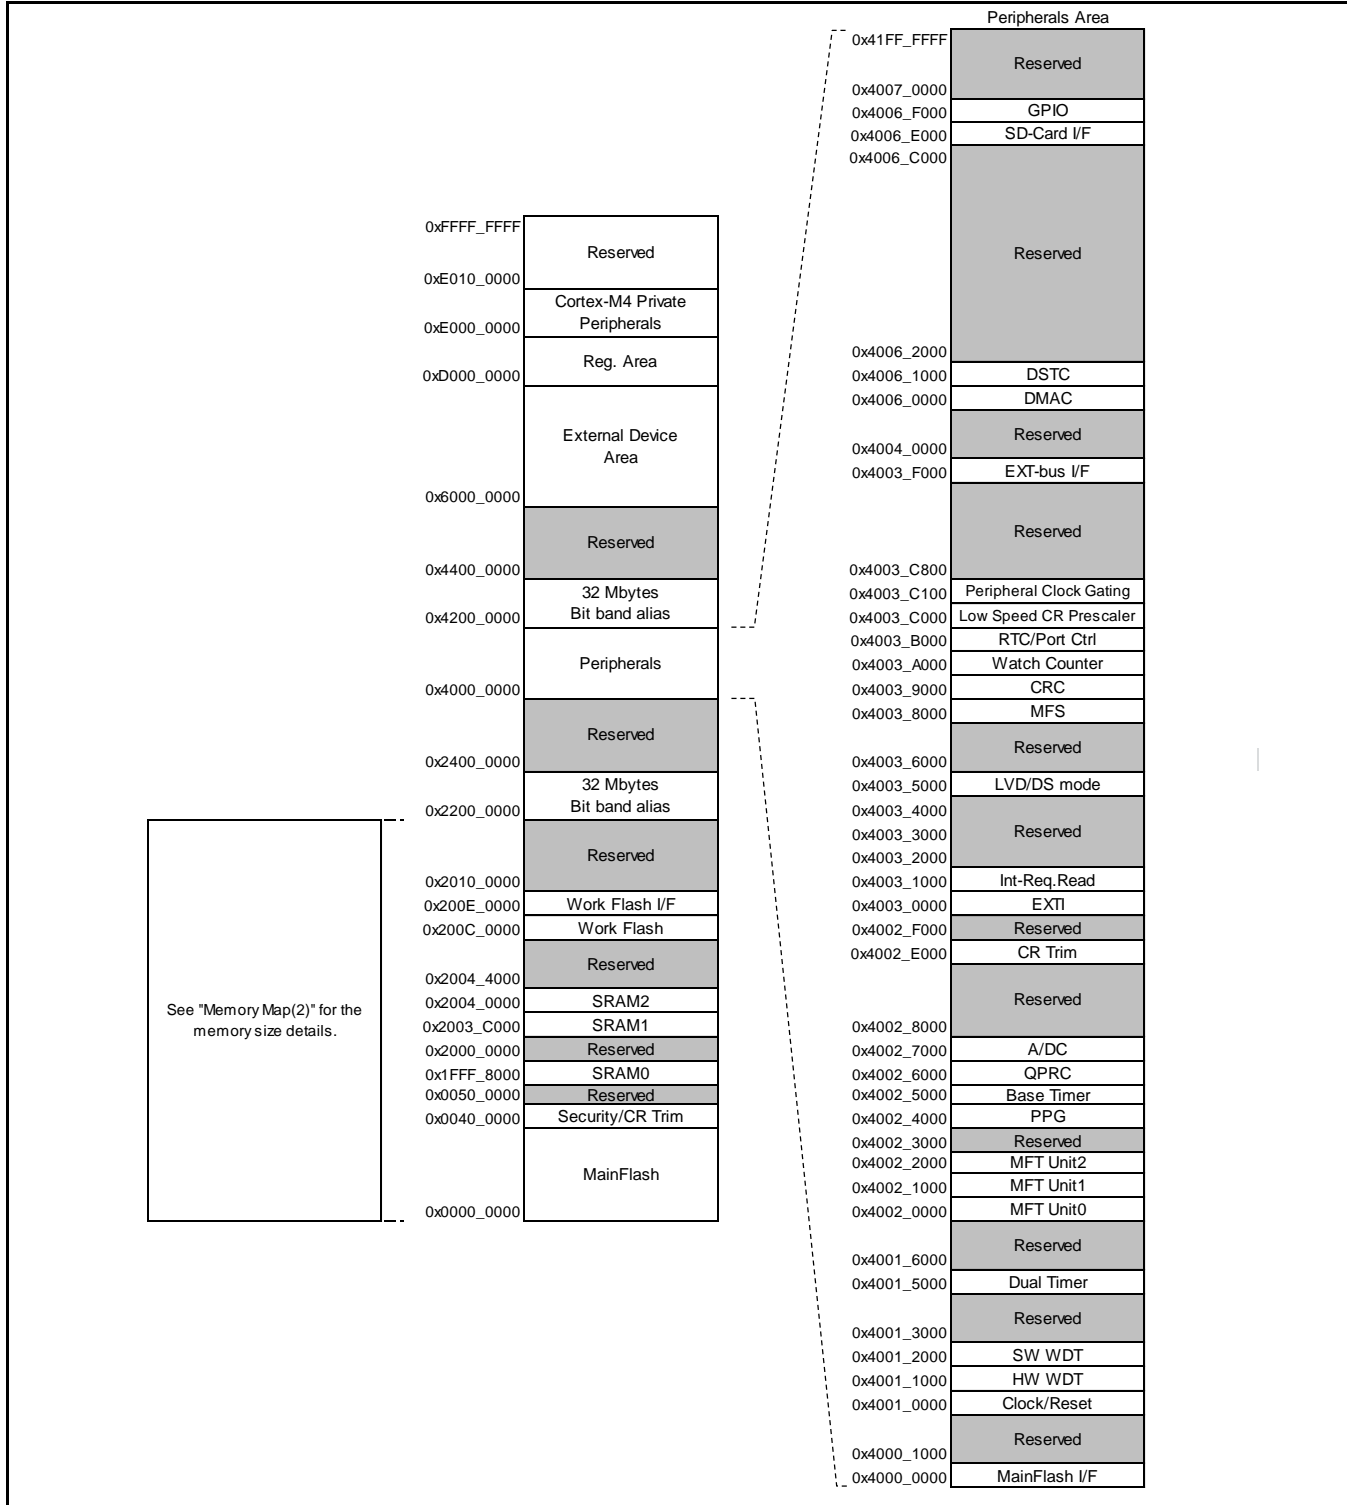 Peripherals Area
0x41FF_FFFF
Reserved
0x4007_0000
0x4006_F000 GPIO
0x4006_E000 SD-Card I/F
0x4006_C000
Reserved
0x4006_2000
0x4006_1000 DSTC
0x4006_0000 DMAC
Reserved
0x4004_0000
0x4003_F000 EXT-bus I/F
Reserved
0x4003_C800
0x4003_C100 Peripheral Clock Gating
0x4003_C000 Low Speed CR Prescaler
0x4003_B000 RTC/Port Ctrl
0x4003_A000 Watch Counter
0x4003_9000 CRC
0x4003_8000 MFS
Reserved
0x4003_6000
0x4003_5000 LVD/DS mode
0x4003_4000
0x4003_3000 Reserved
0x4003_2000
0x4003_1000 Int-Req.Read
0x4003_0000 EXTI
0x4002_F000 Reserved
0x4002_E000 CR Trim
Reserved
0x4002_8000
0x4002_7000 A/DC
0x4002_6000 QPRC
0x4002_5000 Base Timer
0x4002_4000 PPG
0x4002_3000 Reserved
0x4002_2000 MFT Unit2
0x4002_1000 MFT Unit1
0x4002_0000 MFT Unit0
Reserved
0x4001_6000
0x4001_5000 Dual Timer
Reserved
0x4001_3000
0x4001_2000 SW WDT
0x4001_1000 HW WDT
0x4001_0000 Clock/Reset
Reserved
0x4000_1000
0x4000_0000 MainFlash I/F
0xFFFF_FFFF
Reserved
0xE010_0000
Cortex-M4 Private
Peripherals
0xE000_0000
Reg. Area
0xD000_0000
External Device
Area
0x6000_0000
Reserved
0x4400_0000
32 Mbytes
Bit band alias
0x4200_0000
Peripherals
0x4000_0000
Reserved
0x2400_0000
32 Mbytes
Bit band alias
0x2200_0000
Reserved
0x2010_0000
0x200E_0000 Work Flash I/F
0x200C_0000 Work Flash
Reserved
0x2004_4000
0x2004_0000 SRAM2
0x2003_C000 SRAM1
0x2000_0000 Reserved
0x1FFF_8000 SRAM0
0x0050_0000 Reserved
0x0040_0000 Security/CR Trim
MainFlash
0x0000_0000
See "Memory Map(2)" for the
memory size details.